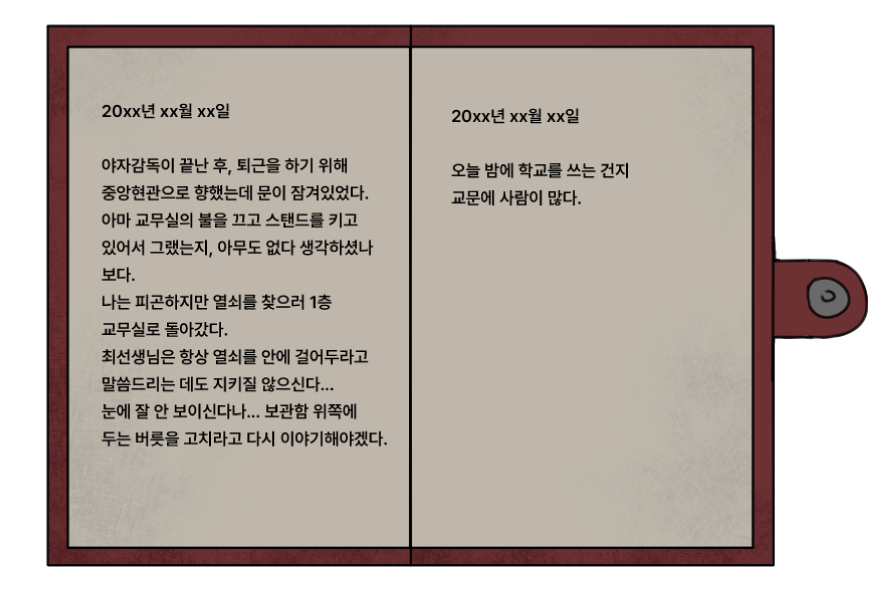 20xx년 xx월 xx일
야자감독이 끝난 후, 퇴근을 하기 위해
중앙현관으로 향했는데 문이 잠겨있었다.
아마 교무실의 불을 끄고 스탠드를 키고
있어서 그랬는지, 아무도 없다 생각하셨나
보다.
나는 피곤하지만 열쇠를 찾으러 1층
교무실로 돌아갔다.
최선생님은 항상 열쇠를 안에 걸어두라고
말씀드리는 데도 지키질 않으신다...
눈에 잘 안 보이신다나... 보관함 위쪽에
두는 버릇을 고치라고 다시 이야기해야겠다.
20xx년 xx월 xx일
오늘 밤에 학교를 쓰는 건지
교문에 사람이 많다.